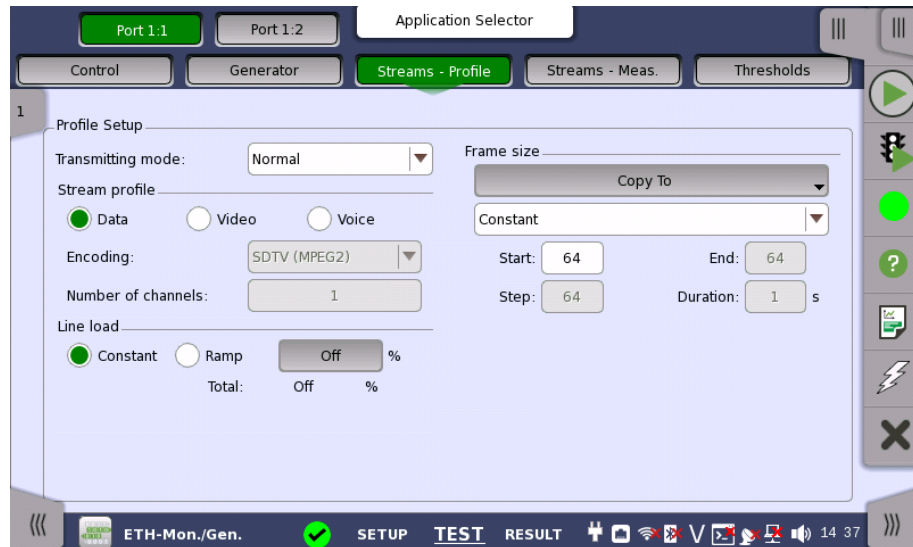 Port 1:1 Port 1:2 Application Selector
Control Generator Streams - Profile Streams - Meas. Thresholds
1
Profile Setup
Transmitting mode: Normal
Stream profile
Data Video Voice
Encoding: SDTV (MPEG2)
Number of channels: 1
Line load
Constant Ramp Off %
Total: Off %
Frame size
Copy To
Constant
Start: 64 End: 64
Step: 64 Duration: 1 s
ETH-Mon./Gen. SETUP TEST RESULT V 14 37